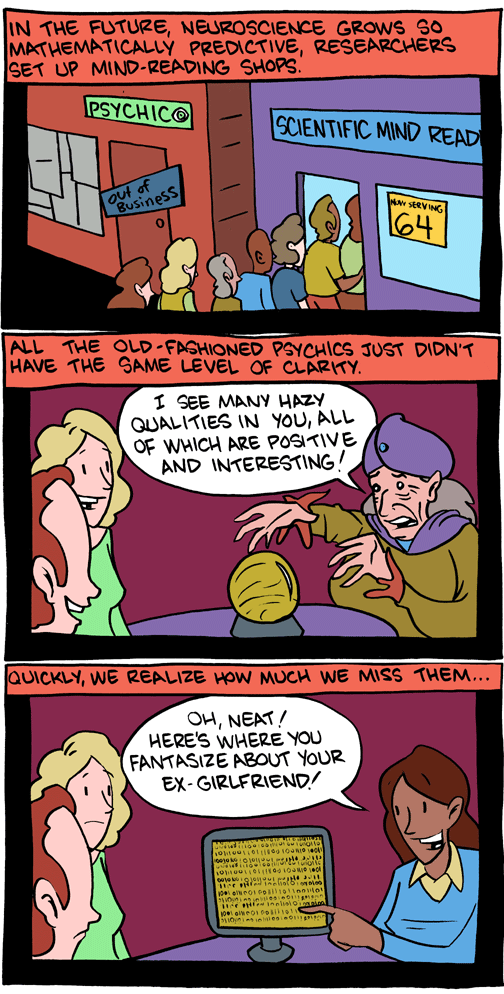 IN THE FUTURE, NEUROSCIENCE GROWS SO
MATHEMATICALLY PREDICTIVE, RESEARCHERS
SET UP MIND-READING SHOPS.
PSYCHIC
OUT OF
BUSINESS
SCIENTIFIC MIND READ
NOW SERVING
64
ALL THE OLD-FASHIONED PSYCHICS JUST DIDN'T
HAVE THE SAME LEVEL OF CLARITY.
I SEE MANY HAZY
QUALITIES IN YOU, ALL
OF WHICH ARE POSITIVE
AND INTERESTING!
QUICKLY, WE REALIZE HOW MUCH WE MISS THEM...
OH, NEAT!
HERE'S WHERE YOU
FANTASIZE ABOUT YOUR
EX-GIRLFRIEND!